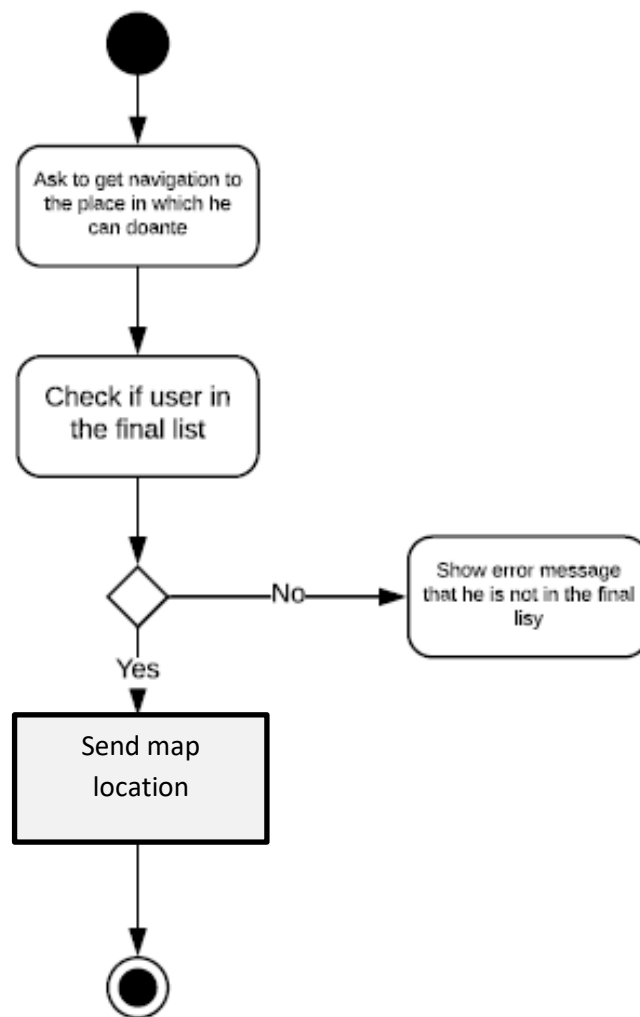 Ask to get navigation to
the place in which he
can doante
Check if user in
the final list
No
Show error message
that he is not in the final
lisy
Yes
Send map
location